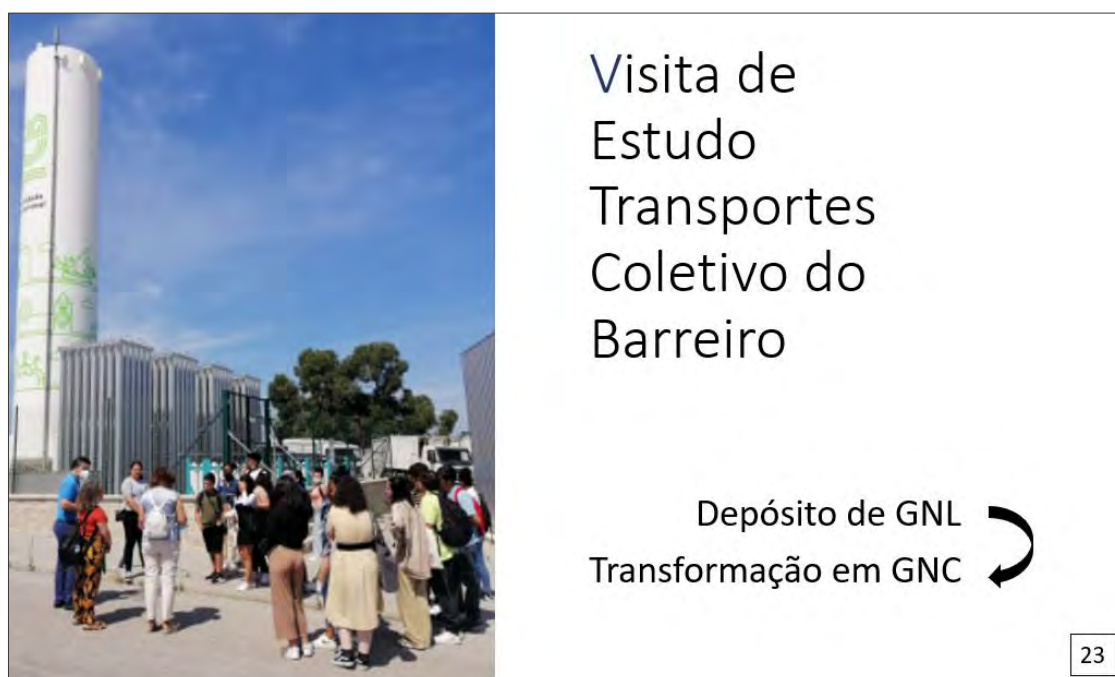 Visita de
Estudo
Transportes
Coletivo do
Barreiro
Depósito de GNL
Transformação em GNC
23